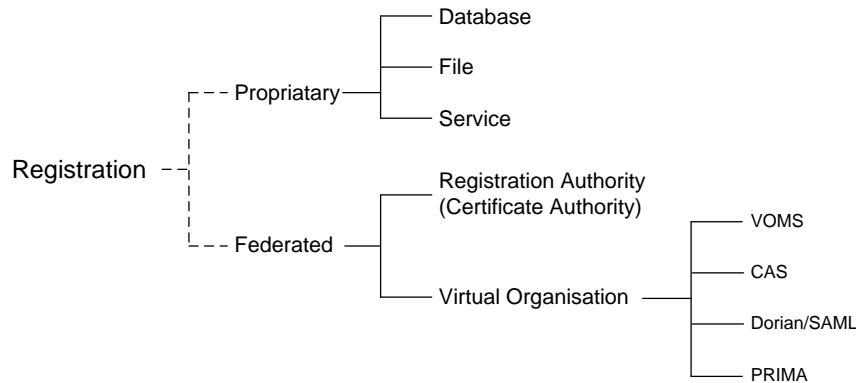 Database
File
Propriatary
Service
Registration
Registration Authority
(Certificate Authority)
Federated
Virtual Organisation
VOMS
CAS
Dorian/SAML
PRIMA